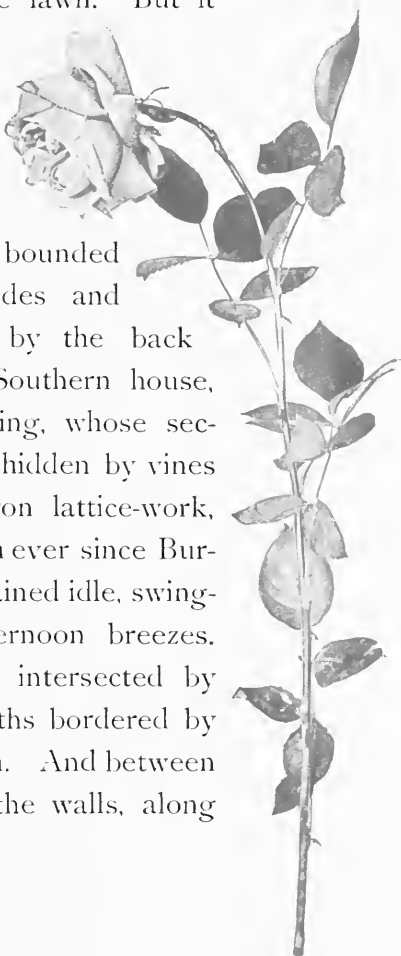 lawn. But it
bounded
des and
by the back
Southern house,
ing, whose sec-
hidden by vines
on lattice-work,
ever since Bur-
ined idle, swing-
ernoon breezes.
intersected by
ths bordered by
. And between
the walls, along